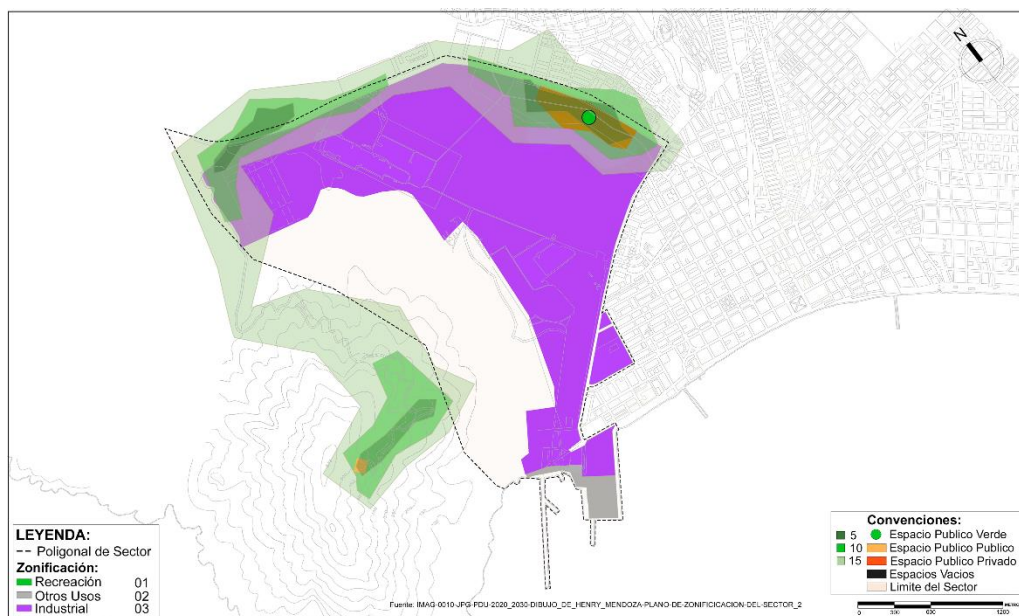 N
LEYENDA:
Poligonal de Sector
Zonificación:
Recreación 01
Otros Usos 02
Industrial 03
Convenciones:
5 Espacio Publico Verde
10 Espacio Publico Publico
15 Espacio Publico Privado
Espacios Vacios
Limite del Sector
Fuente: IMAG-0010-JPG-PDU-2020_2030-DIBUJO_DE_HENRY_MENDOZA-PLANO-DE-ZONIFICICACION-DEL-SECTOR_2
0 300 600 1200